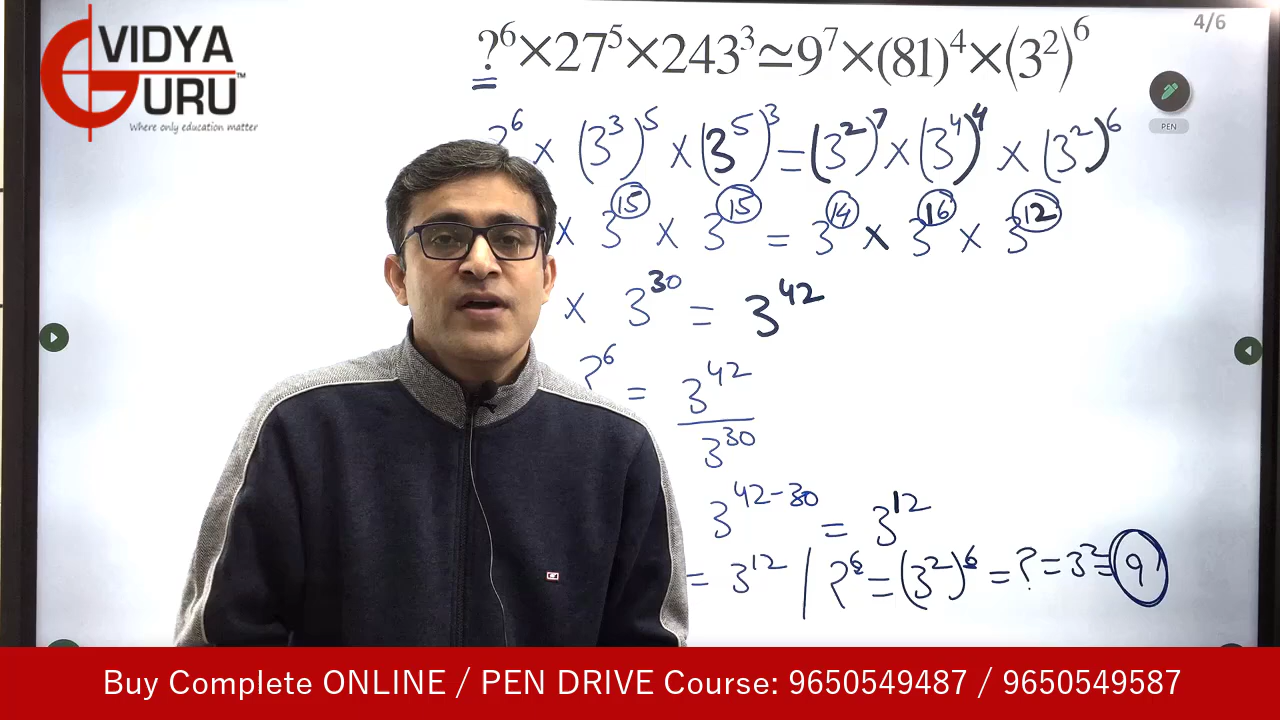 VIDYA
GURU™
Where only education matter
4/6
?⁶×27⁵×243³≃9⁷×(81)⁴×(3²)⁶
PEN
?⁶ × (3³)⁵ × (3⁵)³ = (3²)⁷ × (3⁴)⁴ × (3²)⁶
× 3¹⁵ × 3¹⁵ = 3¹⁴ × 3¹⁶ × 3¹²
× 3³⁰ = 3⁴²
?⁶ = 3⁴²
3³⁰
3⁴²⁻³⁰ = 3¹²
= 3¹² / ?⁶ = (3²)⁶ = ? = 3² = 9
Buy Complete ONLINE / PEN DRIVE Course: 9650549487 / 9650549587